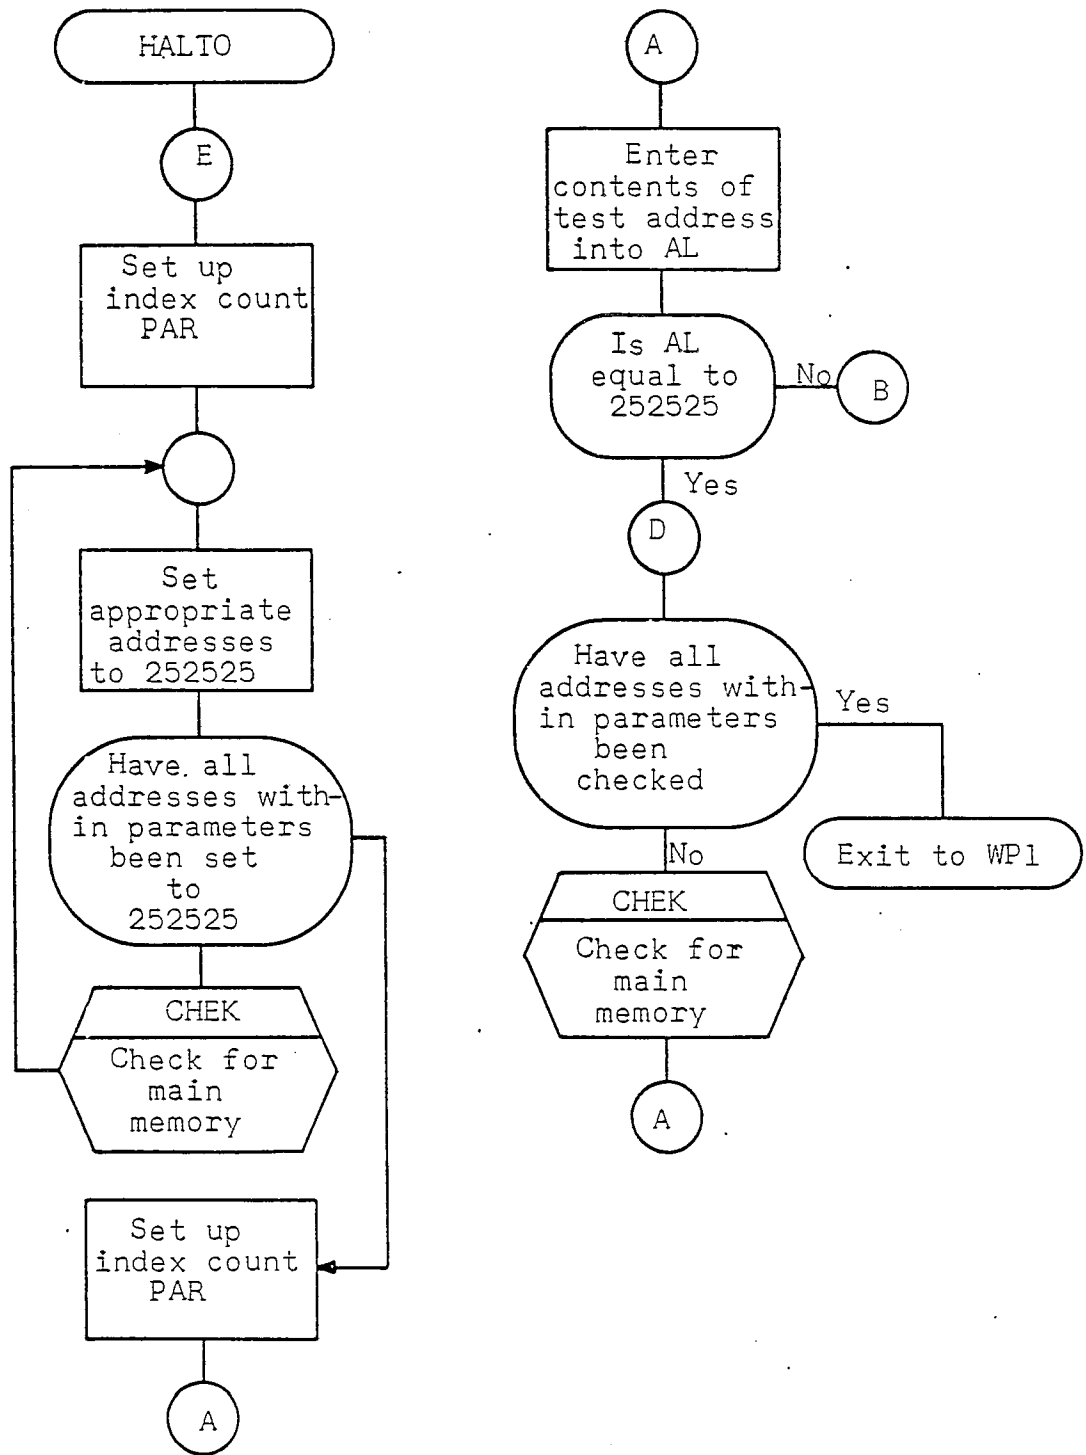 HALTO
E
Set up
index count
PAR
Set
appropriate
addresses
to 252525
Have all
addresses with-
in parameters
been set
to
252525
CHEK
Check for
main
memory
Set up
index count
PAR
A
A
Enter
contents of
test address
into AL
Is AL
equal to
252525
No
B
Yes
D
Have all
addresses with-
in parameters
been
checked
Yes
Exit to WP1
No
CHEK
Check for
main
memory
A